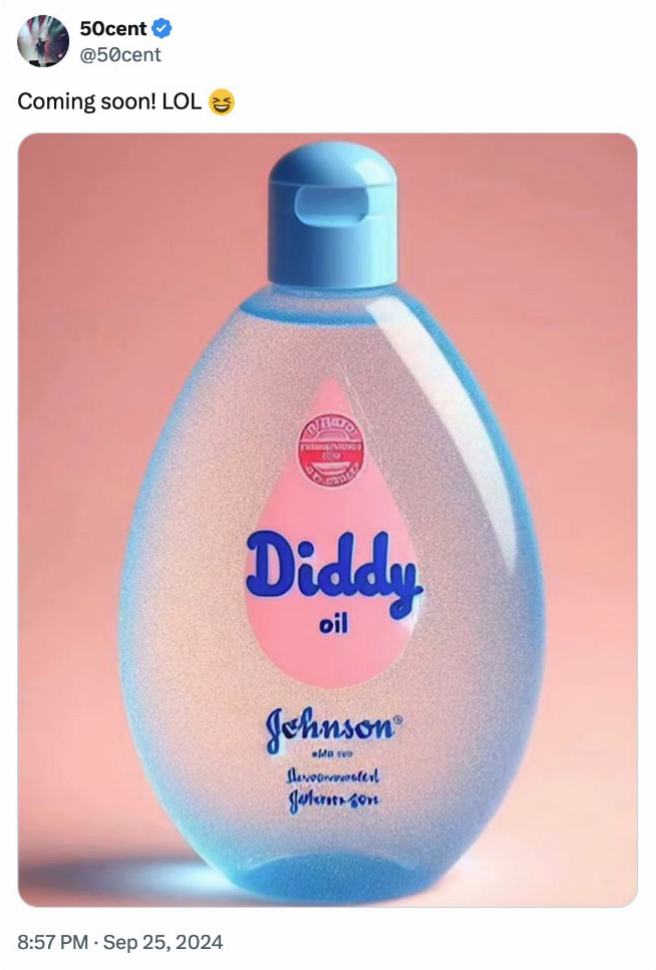 50cent
@50cent
Coming soon! LOL 😆
Diddy
oil
Johnson®
8:57 PM · Sep 25, 2024